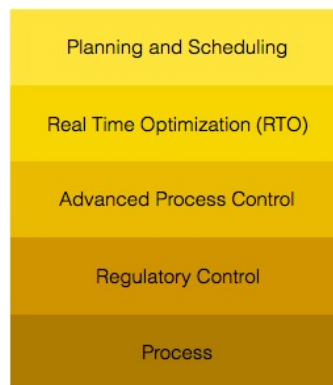 Planning and Scheduling
Real Time Optimization (RTO)
Advanced Process Control
Regulatory Control
Process